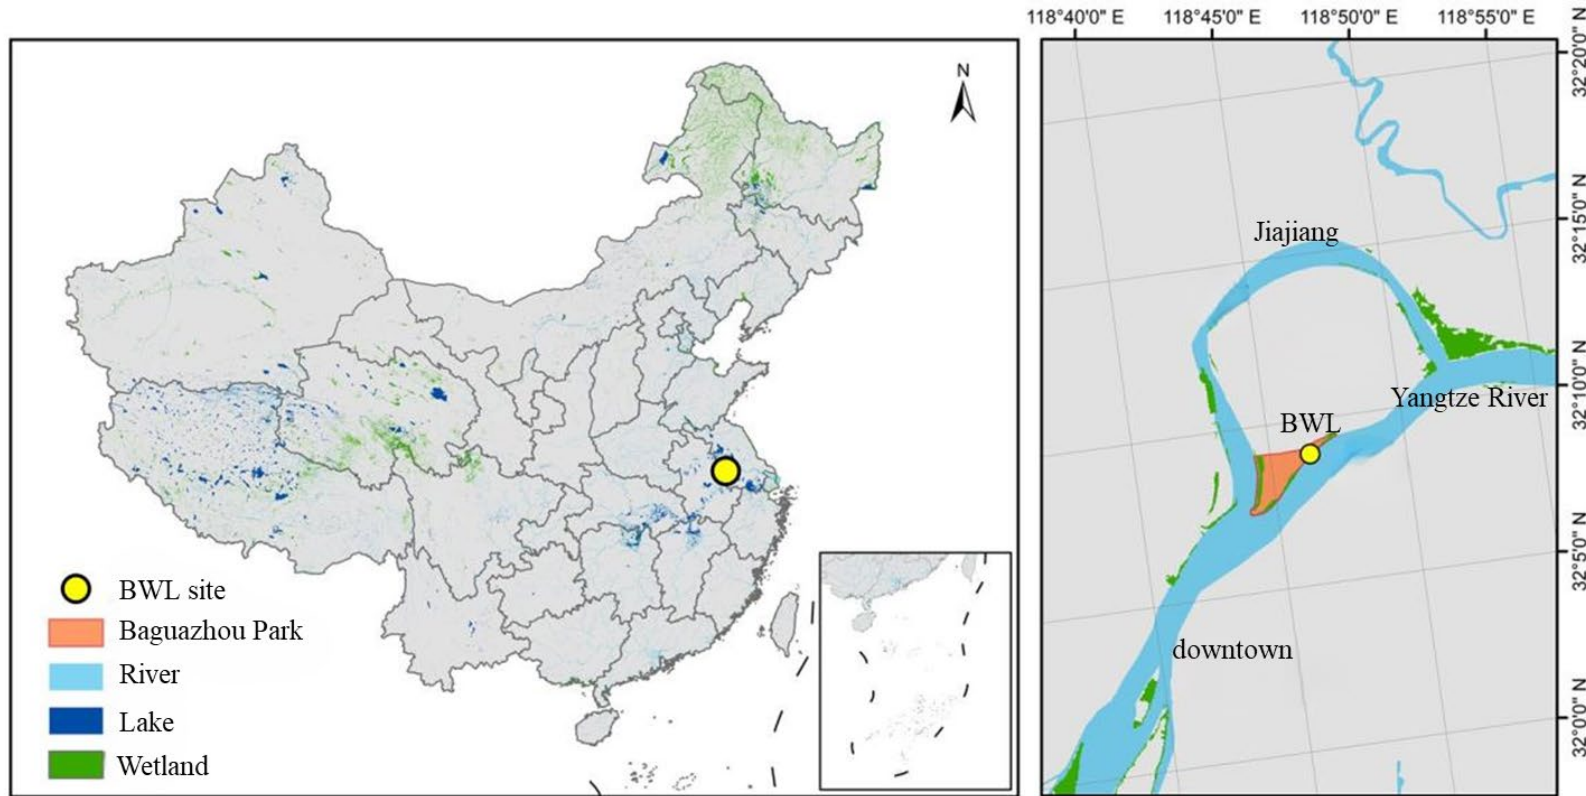 118°40'0" E 118°45'0" E 118°50'0" E 118°55'0" E
N
BWL site
Baguazhou Park
River
Lake
Wetland
Jiajiang
Yangtze River
BWL
downtown
32°20'0" N
32°15'0" N
32°10'0" N
32°5'0" N
32°0'0" N